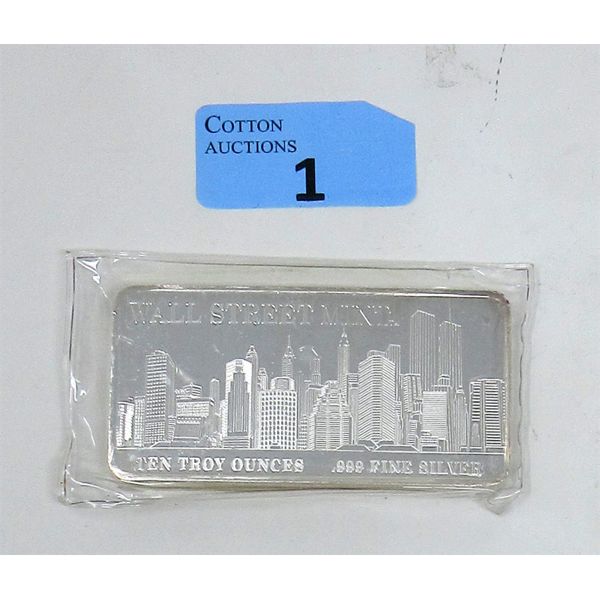 COTTON
AUCTIONS
1
WALL STREET MINT
TEN TROY OUNCES .999 FINE SILVER